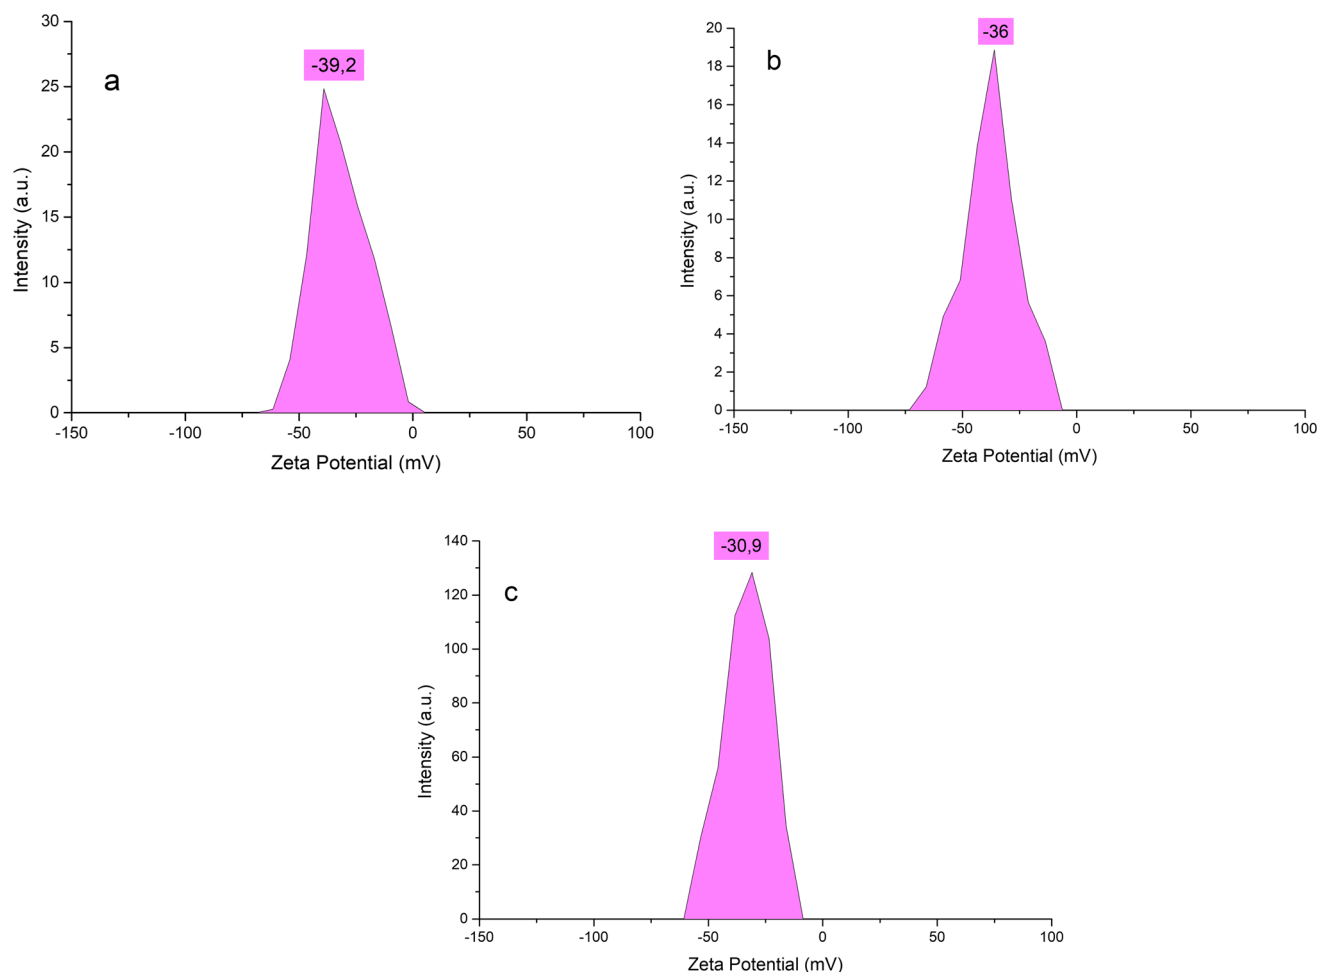 a
-39,2
30
25
20
15
10
5
0
Intensity (a.u.)
-150 -100 -50 0 50 100
Zeta Potential (mV)
b
-36
20
18
16
14
12
10
8
6
4
2
0
Intensity (a.u.)
-150 -100 -50 0 50 100
Zeta Potential (mV)
c
-30,9
140
120
100
80
60
40
20
0
Intensity (a.u.)
-150 -100 -50 0 50 100
Zeta Potential (mV)